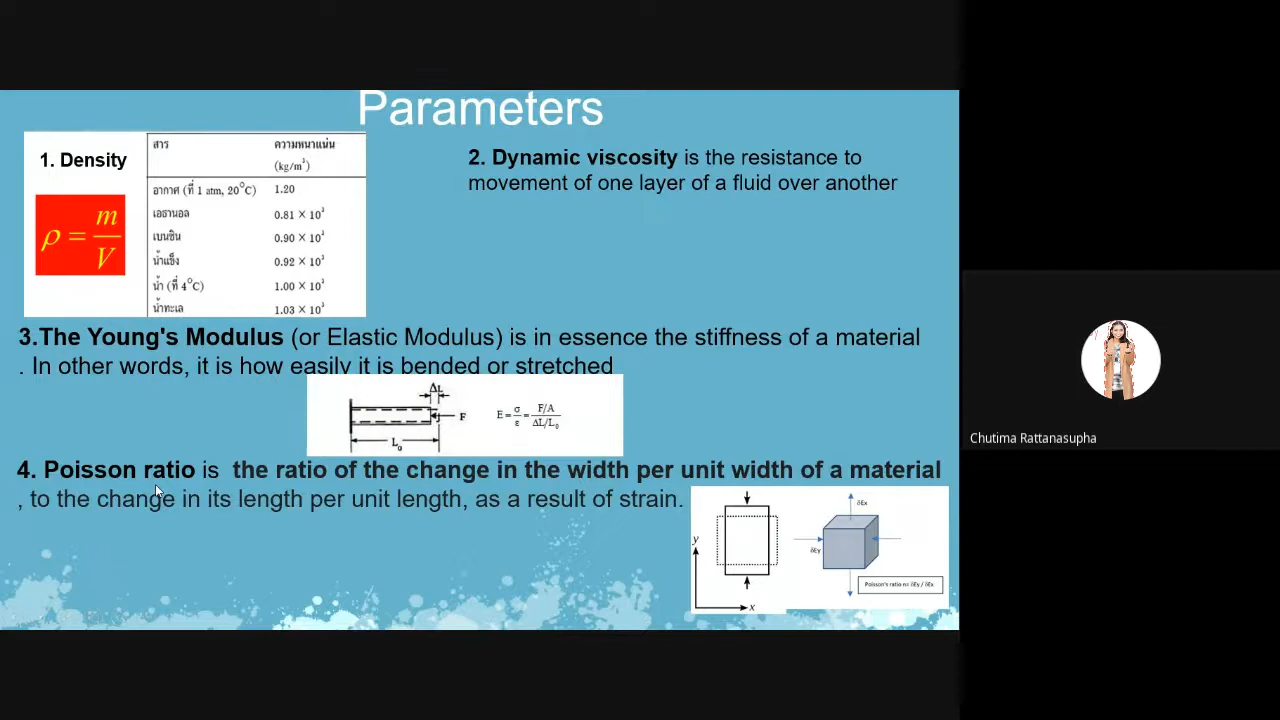 Parameters
1. Density
ρ = m/V
สาร ความหนาแน่น
(kg/m³)
อากาศ (ที่ 1 atm, 20°C) 1.20
เอธานอล 0.81 × 10³
เบนซิน 0.90 × 10³
น้ำแข็ง 0.92 × 10³
น้ำ (ที่ 4°C) 1.00 × 10³
น้ำทะเล 1.03 × 10³
2. Dynamic viscosity is the resistance to
movement of one layer of a fluid over another
3.The Young's Modulus (or Elastic Modulus) is in essence the stiffness of a material
. In other words, it is how easily it is bended or stretched
ΔL
F
L₀
E = σ/ε = F/A / ΔL/L₀
4. Poisson ratio is the ratio of the change in the width per unit width of a material
, to the change in its length per unit length, as a result of strain.
y
x
δEx
δEy
Poisson's ratio n= δEy / δEx
Chutima Rattanasupha